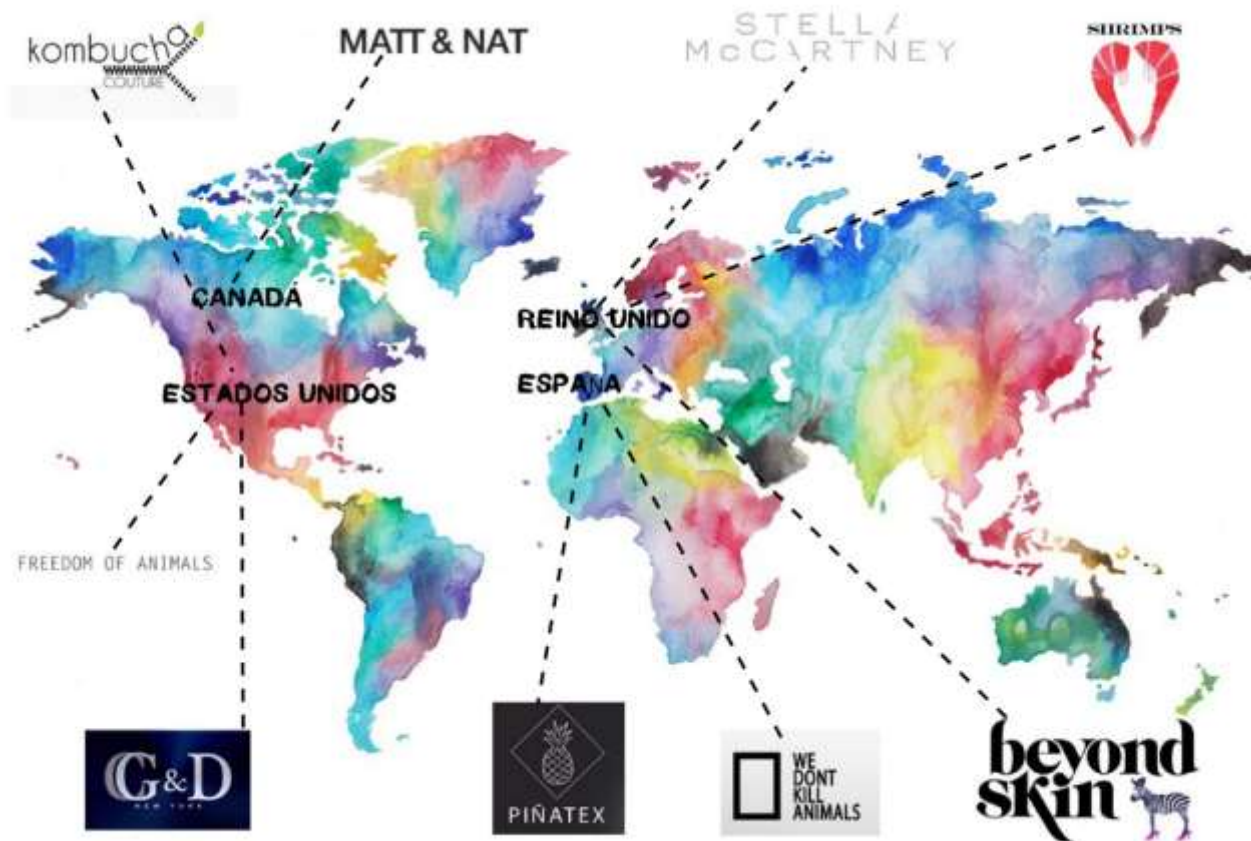 kombucha
COUTURE
MATT & NAT
STELLA
McCARTNEY
SHRIMPS
CANADÁ
REINO UNIDO
ESTADOS UNIDOS
ESPAÑA
FREEDOM OF ANIMALS
G&D
NEW YORK
PIÑATEX
WE
DONT
KILL
ANIMALS
beyond
skin